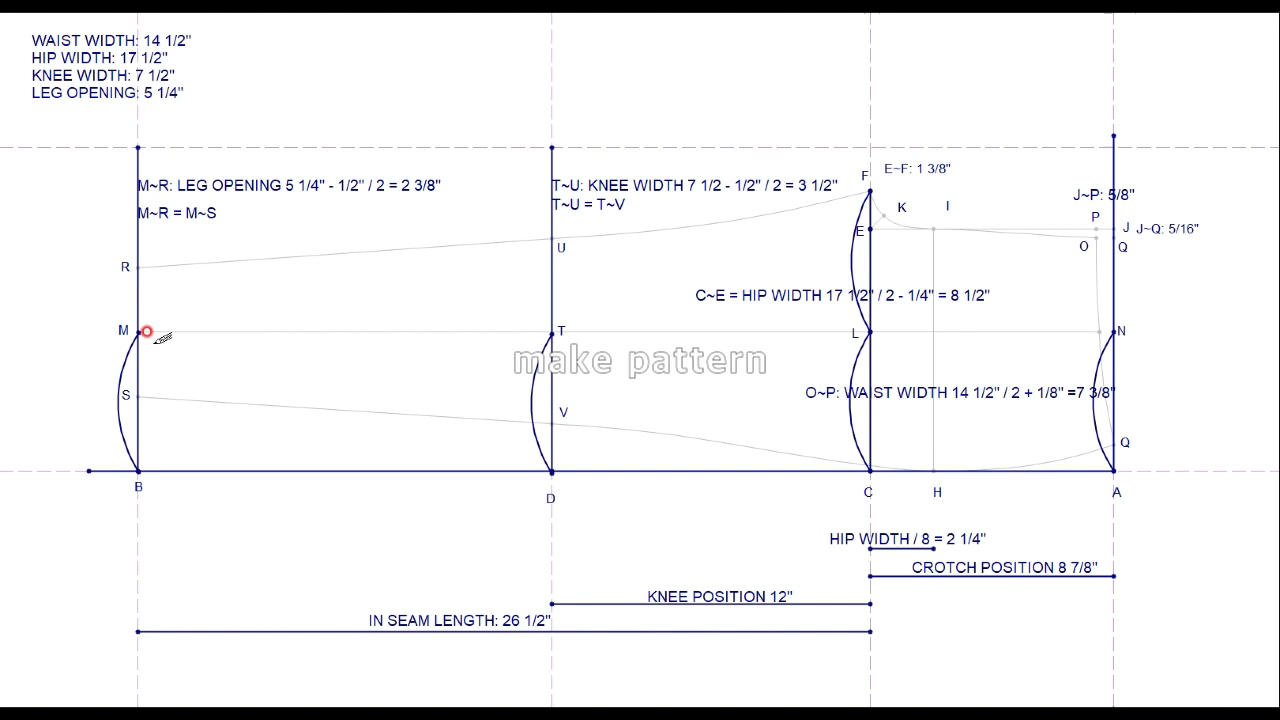 WAIST WIDTH: 14 1/2"
HIP WIDTH: 17 1/2"
KNEE WIDTH: 7 1/2"
LEG OPENING: 5 1/4"
F
E~F: 1 3/8"
M~R: LEG OPENING 5 1/4" - 1/2" / 2 = 2 3/8"
T~U: KNEE WIDTH 7 1/2 - 1/2" / 2 = 3 1/2"
J~P: 5/8"
M~R = M~S
T~U = T~V
K
I
P
E
J
J~Q: 5/16"
U
O
Q
R
C~E = HIP WIDTH 17 1/2" / 2 - 1/4" = 8 1/2"
M
T
L
N
make pattern
S
V
O~P: WAIST WIDTH 14 1/2" / 2 + 1/8" =7 3/8"
Q
B
D
C
H
A
HIP WIDTH / 8 = 2 1/4"
CROTCH POSITION 8 7/8"
KNEE POSITION 12"
IN SEAM LENGTH: 26 1/2"